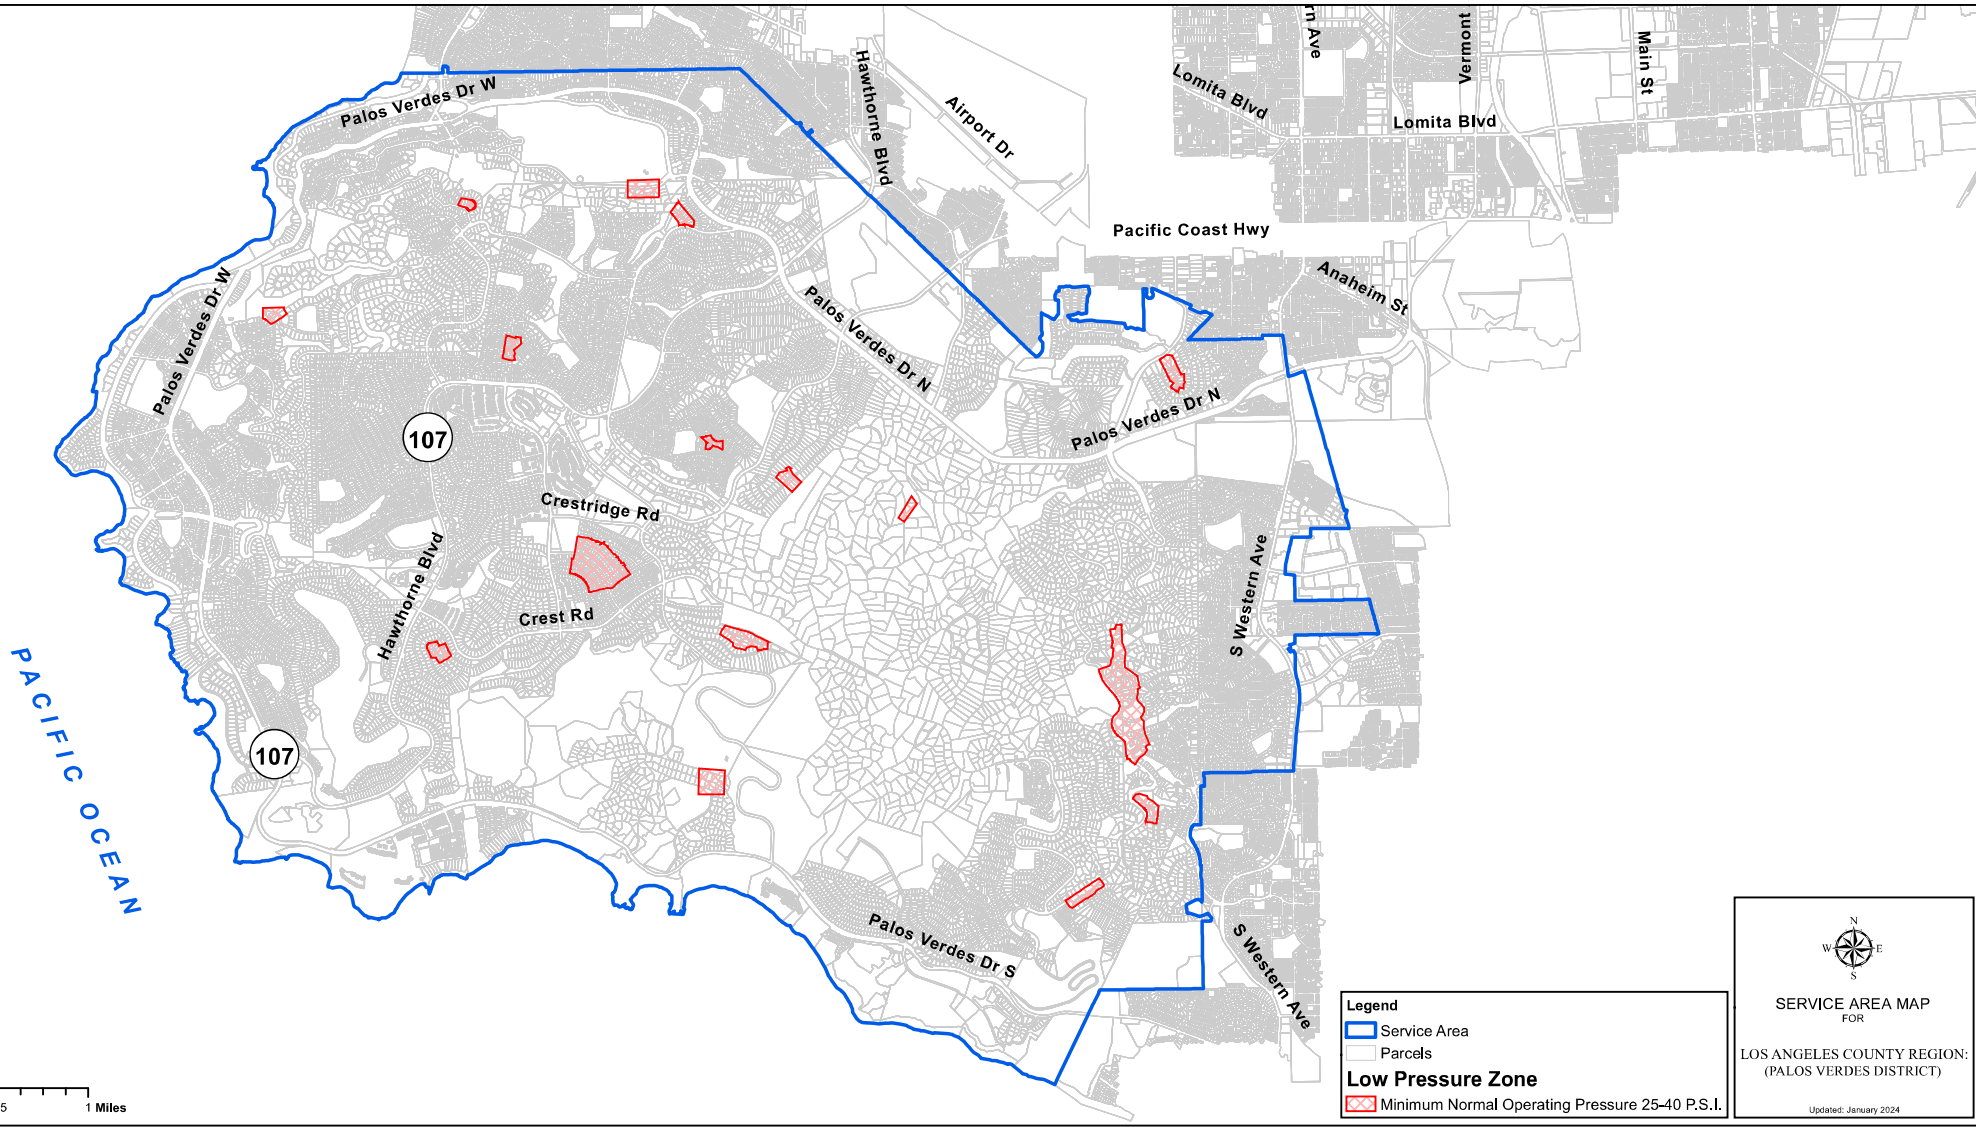 rn Ave
Vermont
Main St
Hawthorne Blvd
Lomita Blvd
Palos Verdes Dr W
Airport Dr
Lomita Blvd
Pacific Coast Hwy
Anaheim St
Palos Verdes Dr W
Palos Verdes Dr N
Palos Verdes Dr N
107
Crestridge Rd
Hawthorne Blvd
S Western Ave
Crest Rd
PACIFIC OCEAN
107
Palos Verdes Dr S
S Western Ave
N
W E
S
SERVICE AREA MAP
FOR
LOS ANGELES COUNTY REGION:
(PALOS VERDES DISTRICT)
Updated: January 2024
Legend
Service Area
Parcels
Low Pressure Zone
Minimum Normal Operating Pressure 25-40 P.S.I.
5 1 Miles